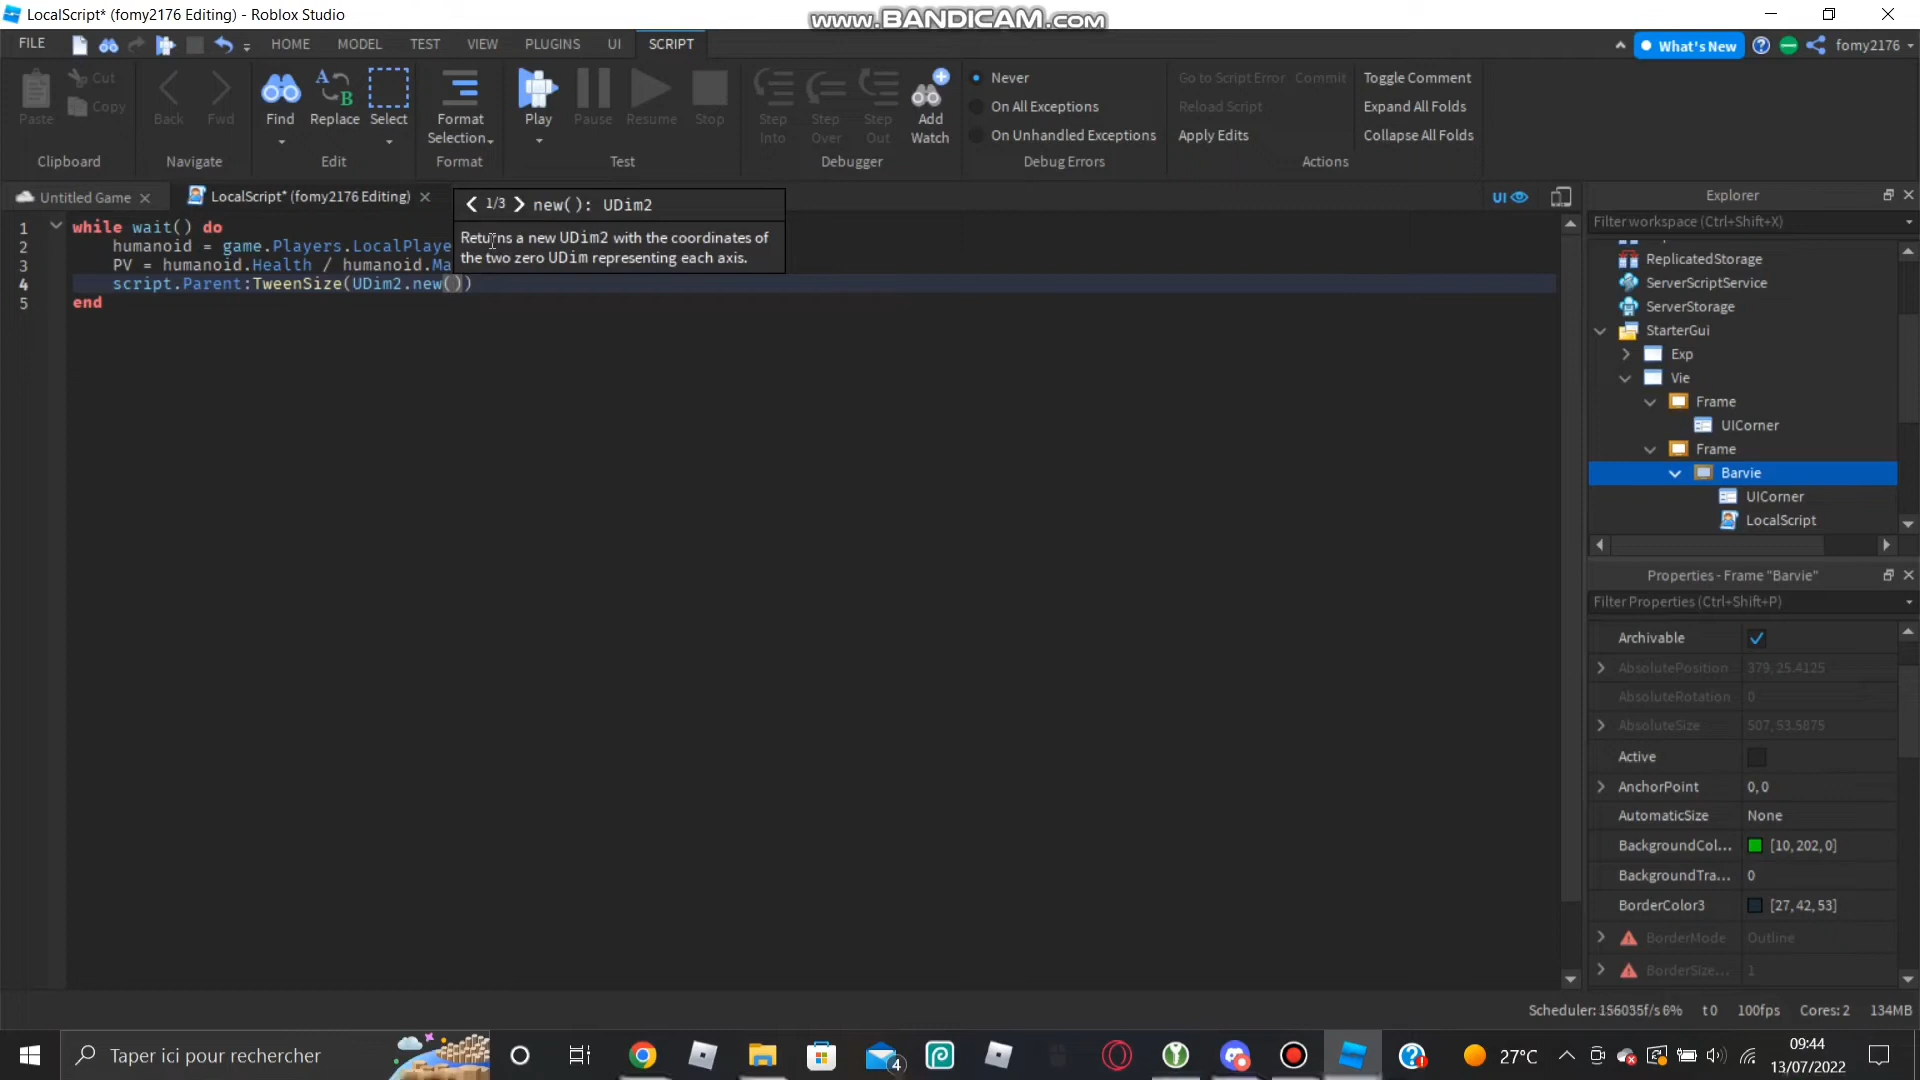 LocalScript* (fomy2176 Editing) - Roblox Studio
www.BANDICAM.com
FILE HOME MODEL TEST VIEW PLUGINS UI SCRIPT What's New fomy2176
Paste Cut Copy Back Fwd Find Replace Select Format Selection Play Pause Resume Stop Step Into Step Over Step Out Add Watch
Never
On All Exceptions
On Unhandled Exceptions
Go to Script Error Commit
Reload Script
Apply Edits
Toggle Comment
Expand All Folds
Collapse All Folds
Clipboard Navigate Edit Format Test Debugger Debug Errors Actions
Untitled Game LocalScript* (fomy2176 Editing) UI
1/3 new(): UDim2
Returns a new UDim2 with the coordinates of
the two zero UDim representing each axis.
1 while wait() do
2 humanoid = game.Players.LocalPlaye
3 PV = humanoid.Health / humanoid.Ma
4 script.Parent:TweenSize(UDim2.new())
5 end
Explorer
Filter workspace (Ctrl+Shift+X)
ReplicatedStorage
ServerScriptService
ServerStorage
StarterGui
Exp
Vie
Frame
UICorner
Frame
Barvie
UICorner
LocalScript
Properties - Frame "Barvie"
Filter Properties (Ctrl+Shift+P)
Archivable
AbsolutePosition 379, 25.4125
AbsoluteRotation 0
AbsoluteSize 507, 53.5875
Active
AnchorPoint 0, 0
AutomaticSize None
BackgroundCol... [10, 202, 0]
BackgroundTra... 0
BorderColor3 [27, 42, 53]
BorderMode Outline
BorderSize... 1
Scheduler: 156035f/s 6% t 0 100fps Cores: 2 134MB
Taper ici pour rechercher
4
27°C
09:44
13/07/2022